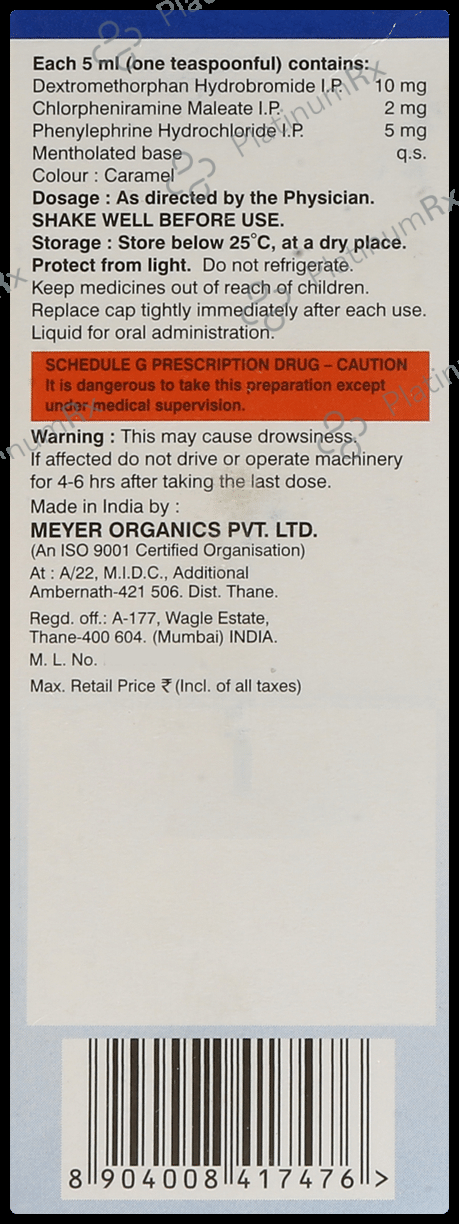 Each 5 ml (one teaspoonful) contains:
Dextromethorphan Hydrobromide I.P. 10 mg
Chlorpheniramine Maleate I.P. 2 mg
Phenylephrine Hydrochloride I.P. 5 mg
Mentholated base q.s.
Colour : Caramel
Dosage : As directed by the Physician.
SHAKE WELL BEFORE USE.
Storage : Store below 25°C, at a dry place.
Protect from light. Do not refrigerate.
Keep medicines out of reach of children.
Replace cap tightly immediately after each use.
Liquid for oral administration.
SCHEDULE G PRESCRIPTION DRUG – CAUTION
It is dangerous to take this preparation except
under medical supervision.
Warning : This may cause drowsiness.
If affected do not drive or operate machinery
for 4-6 hrs after taking the last dose.
Made in India by :
MEYER ORGANICS PVT. LTD.
(An ISO 9001 Certified Organisation)
At : A/22, M.I.D.C., Additional
Ambernath-421 506. Dist. Thane.
Regd. off.: A-177, Wagle Estate,
Thane-400 604. (Mumbai) INDIA.
M. L. No.
Max. Retail Price ₹ (Incl. of all taxes)
8 904008 417476 >
PlatinumRx
PlatinumRx